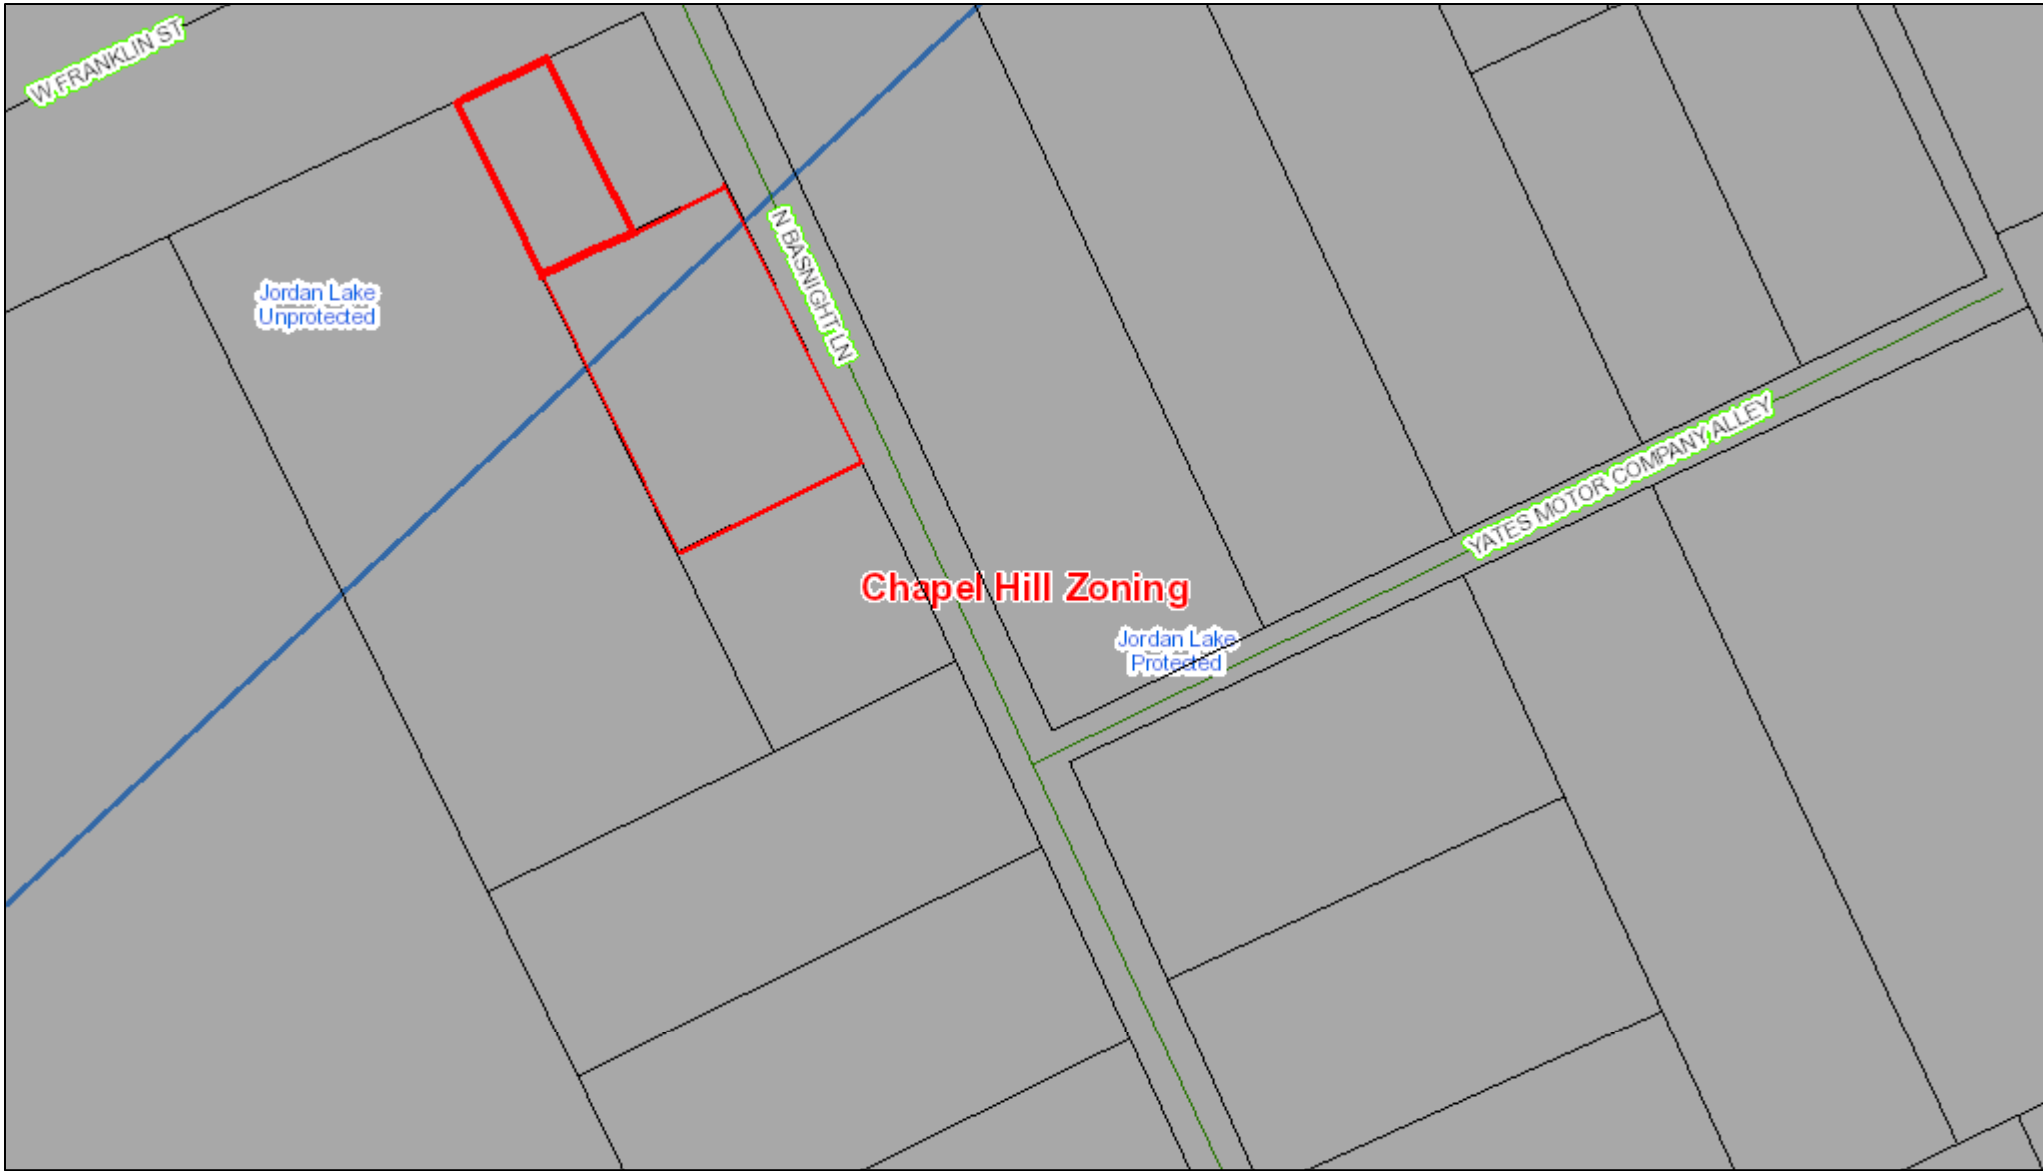 W FRANKLIN ST
N BASNIGHT LN
Jordan Lake
Unprotected
YATES MOTOR COMPANY ALLEY
Chapel Hill Zoning
Jordan Lake
Protected